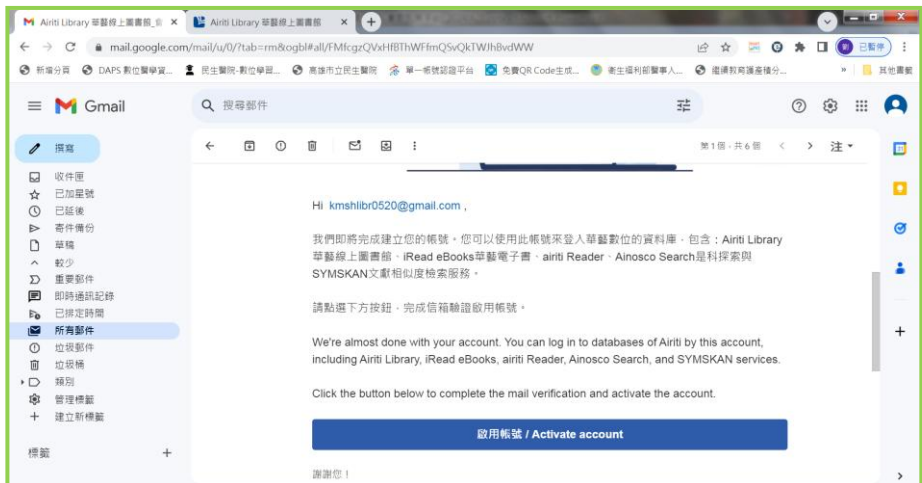 Airiti Library 華藝線上圖書館_
Airiti Library 華藝線上圖書館
mail.google.com/mail/u/0/?tab=rm&ogbl#all/FMfcgzQVxHfBThWFfmQSvQkTWJhBvdWW
已暫停
新增分頁
DAPS 數位醫學資...
民生醫院-數位學習...
高雄市立民生醫院
單一帳號認證平台
免費QR Code生成...
衛生福利部醫事人...
繼續教育護產積分...
»
其他書籤
Gmail
搜尋郵件
撰寫
第 1 個,共 6 個
注
收件匣
已加星號
已延後
寄件備份
草稿
較少
重要郵件
即時通訊記錄
已排定時間
所有郵件
垃圾郵件
垃圾桶
類別
管理標籤
建立新標籤
標籤
Hi kmshlibr0520@gmail.com ,
我們即將完成建立您的帳號。您可以使用此帳號來登入華藝數位的資料庫,包含:Airiti Library
華藝線上圖書館、iRead eBooks華藝電子書、airiti Reader、Ainosco Search是科探索與
SYMSKAN文獻相似度檢索服務。
請點選下方按鈕,完成信箱驗證啟用帳號。
We're almost done with your account. You can log in to databases of Airiti by this account,
including Airiti Library, iRead eBooks, airiti Reader, Ainosco Search, and SYMSKAN services.
Click the button below to complete the mail verification and activate the account.
啟用帳號 / Activate account
謝謝您!